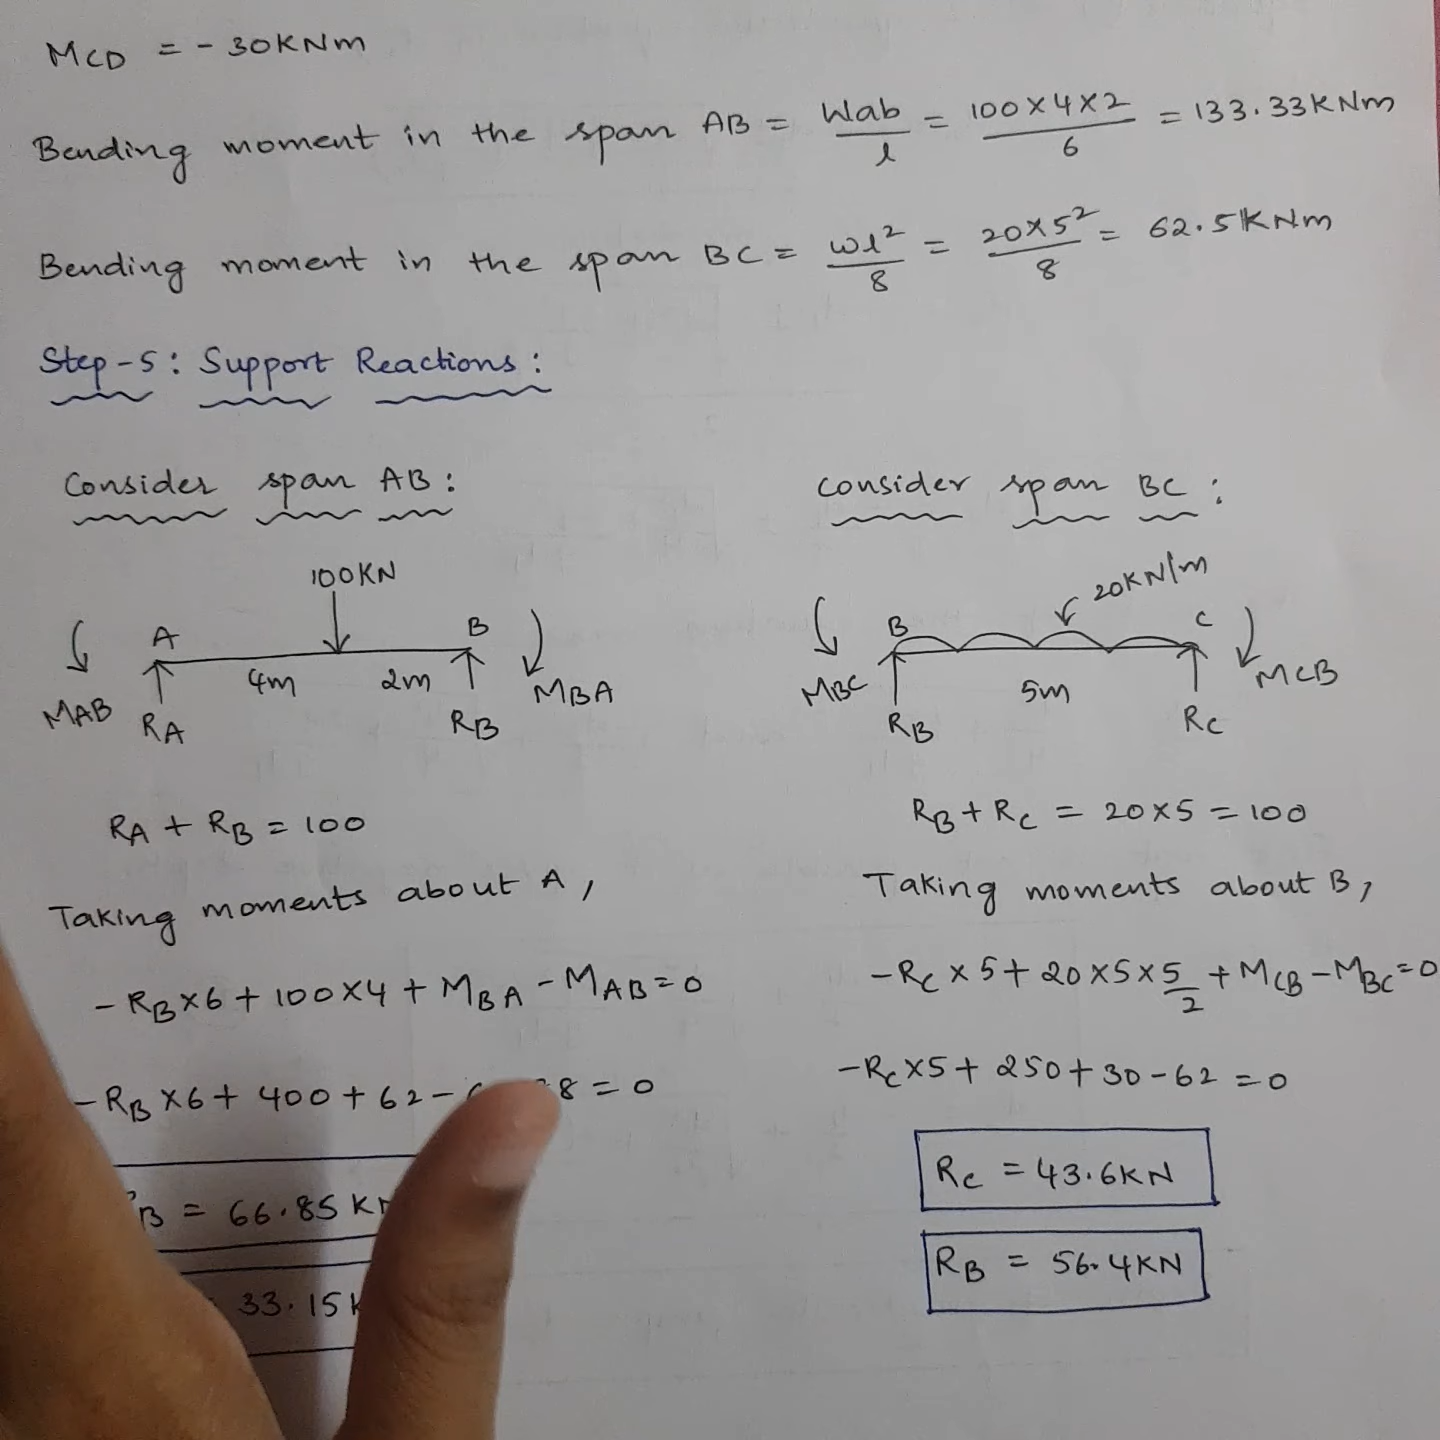 MCD = - 30KNm
Bending moment in the span AB = Wab/l = 100×4×2/6 = 133.33KNm
Bending moment in the span BC = wl²/8 = 20×5²/8 = 62.5KNm
Step-5: Support Reactions:
Consider span AB:
100KN
A
B
4m
2m
MAB
RA
RB
MBA
RA + RB = 100
Taking moments about A,
-RB×6+100×4+MBA-MAB=0
-RB×6+400+62- 8=0
B = 66.85
33.15
Consider span BC:
20KN/m
B
C
MBC
5m
MCB
RB
RC
RB+RC = 20×5 = 100
Taking moments about B,
-RC×5+20×5×5/2+MCB-MBC=0
-RC×5+250+30-62=0
RC = 43.6KN
RB = 56.4KN